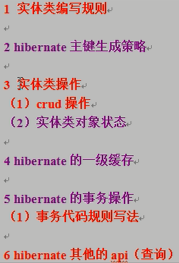 1 实体类编写规则
2 hibernate 主键生成策略
3 实体类操作
（1）crud 操作
（2）实体类对象状态
4 hibernate 的一级缓存
5 hibernate 的事务操作
（1）事务代码规则写法
6 hibernate 其他的 api（查询）